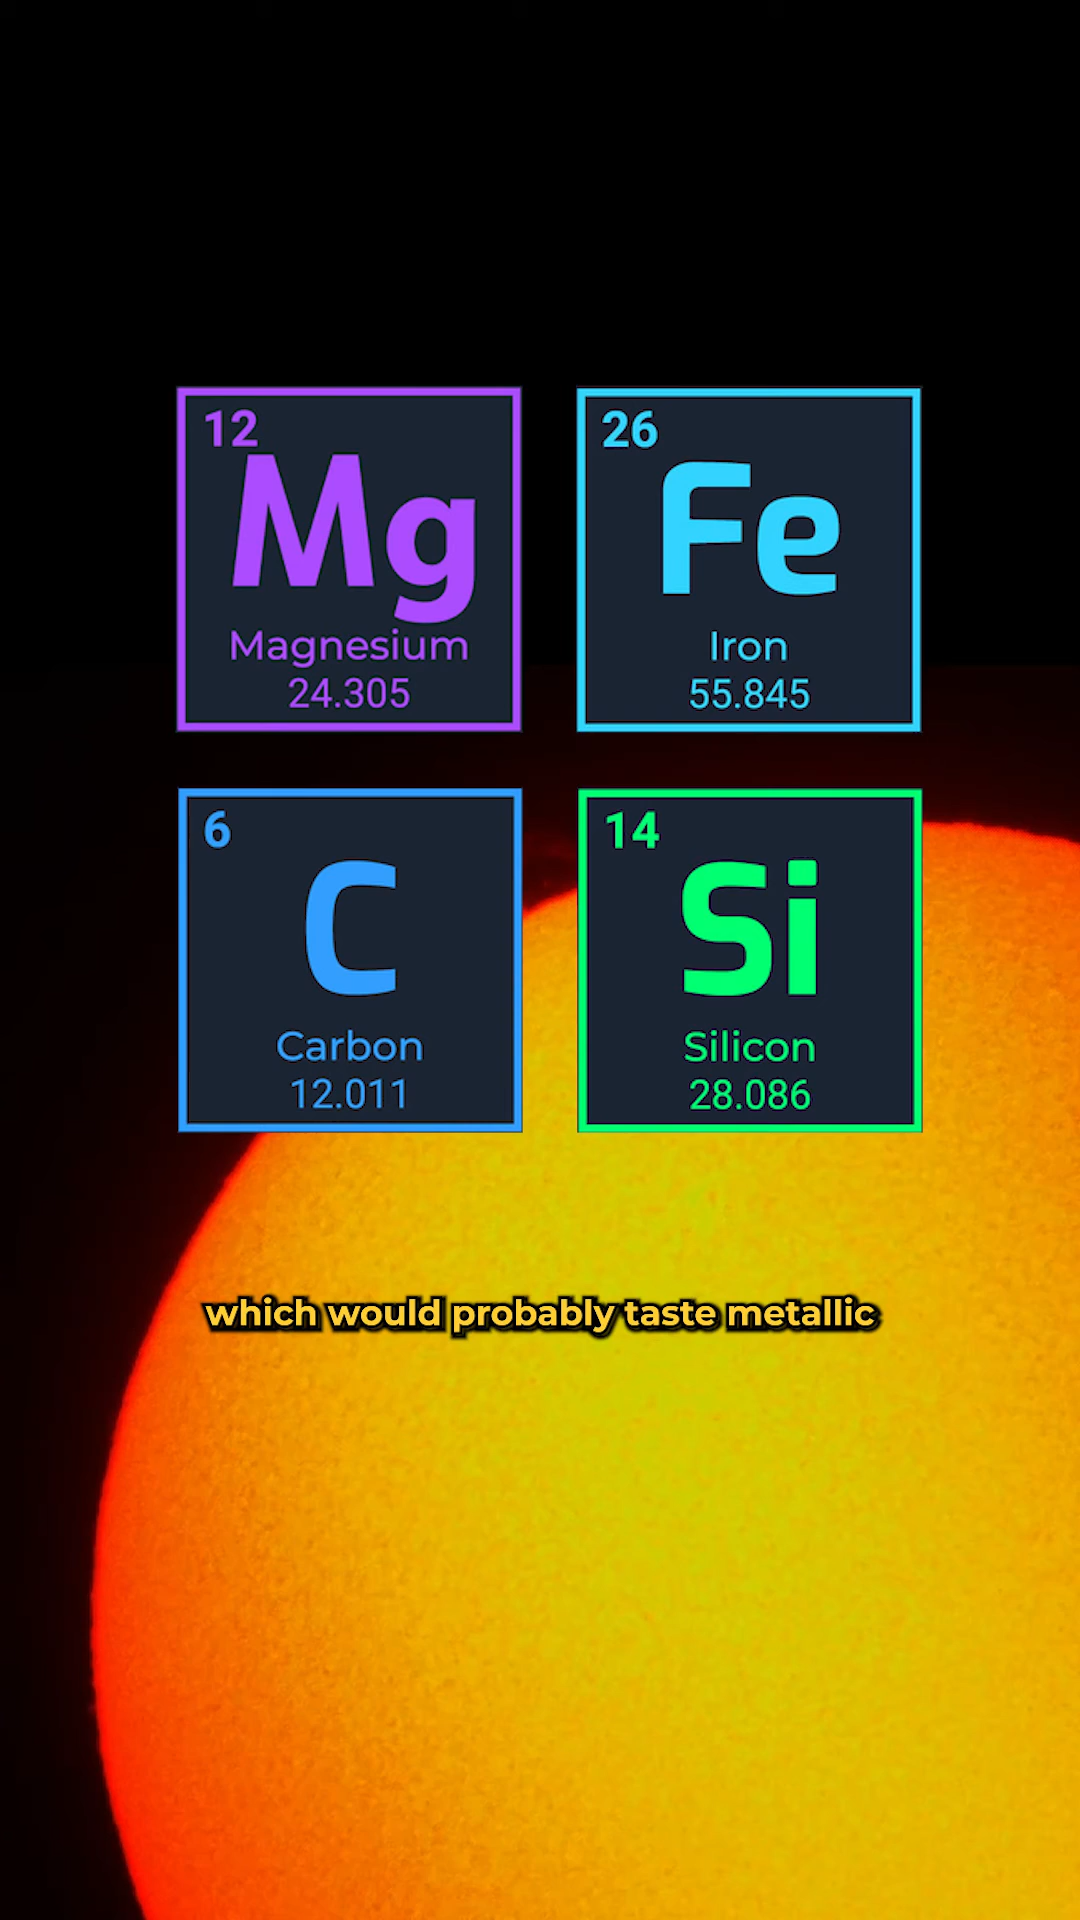 12
Mg
Magnesium
24.305
26
Fe
Iron
55.845
6
C
Carbon
12.011
14
Si
Silicon
28.086
which would probably taste metallic